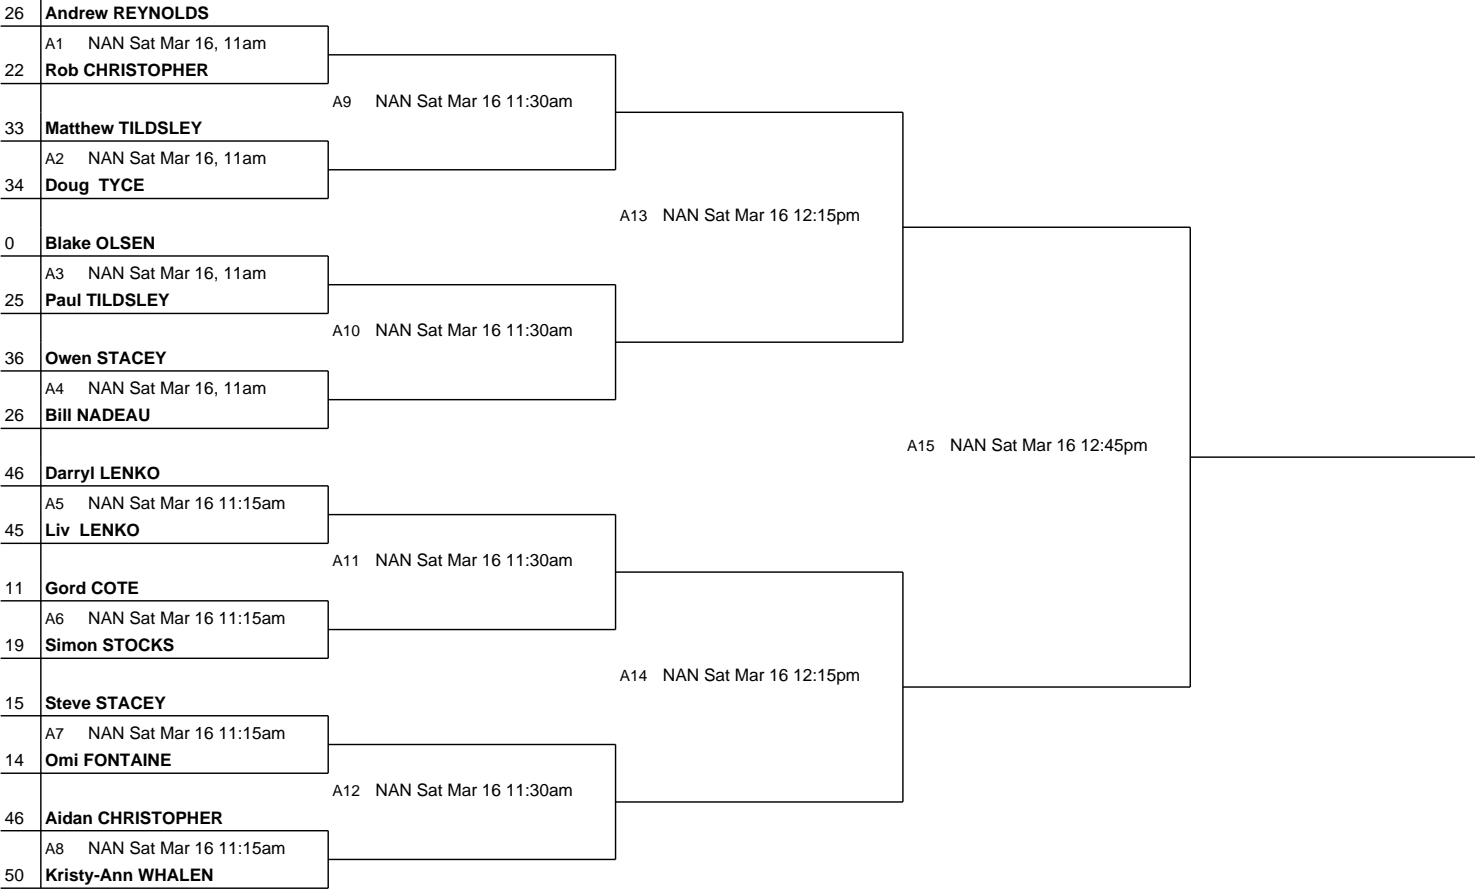 26 Andrew REYNOLDS
A1 NAN Sat Mar 16, 11am
22 Rob CHRISTOPHER
A9 NAN Sat Mar 16 11:30am
33 Matthew TILDSLEY
A2 NAN Sat Mar 16, 11am
34 Doug TYCE
A13 NAN Sat Mar 16 12:15pm
0 Blake OLSEN
A3 NAN Sat Mar 16, 11am
25 Paul TILDSLEY
A10 NAN Sat Mar 16 11:30am
36 Owen STACEY
A4 NAN Sat Mar 16, 11am
26 Bill NADEAU
A15 NAN Sat Mar 16 12:45pm
46 Darryl LENKO
A5 NAN Sat Mar 16 11:15am
45 Liv LENKO
A11 NAN Sat Mar 16 11:30am
11 Gord COTE
A6 NAN Sat Mar 16 11:15am
19 Simon STOCKS
A14 NAN Sat Mar 16 12:15pm
15 Steve STACEY
A7 NAN Sat Mar 16 11:15am
14 Omi FONTAINE
A12 NAN Sat Mar 16 11:30am
46 Aidan CHRISTOPHER
A8 NAN Sat Mar 16 11:15am
50 Kristy-Ann WHALEN